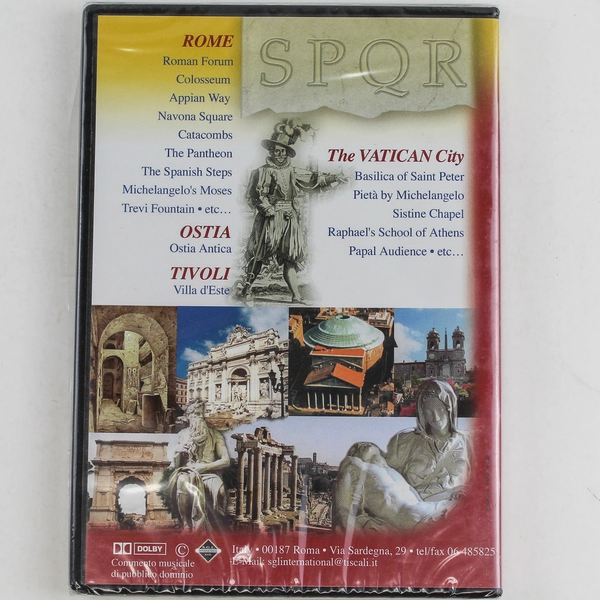 SPQR
ROME
Roman Forum
Colosseum
Appian Way
Navona Square
Catacombs
The Pantheon
The Spanish Steps
Michelangelo's Moses
Trevi Fountain • etc…
OSTIA
Ostia Antica
TIVOLI
Villa d'Este
The VATICAN City
Basilica of Saint Peter
Pietà by Michelangelo
Sistine Chapel
Raphael's School of Athens
Papal Audience • etc…
DOLBY ©
Commento musicale
di pubblico dominio
Italy • 00187 Roma • Via Sardegna, 29 • tel/fax 06 485825
E-Mail: sglinternational@tiscali.it